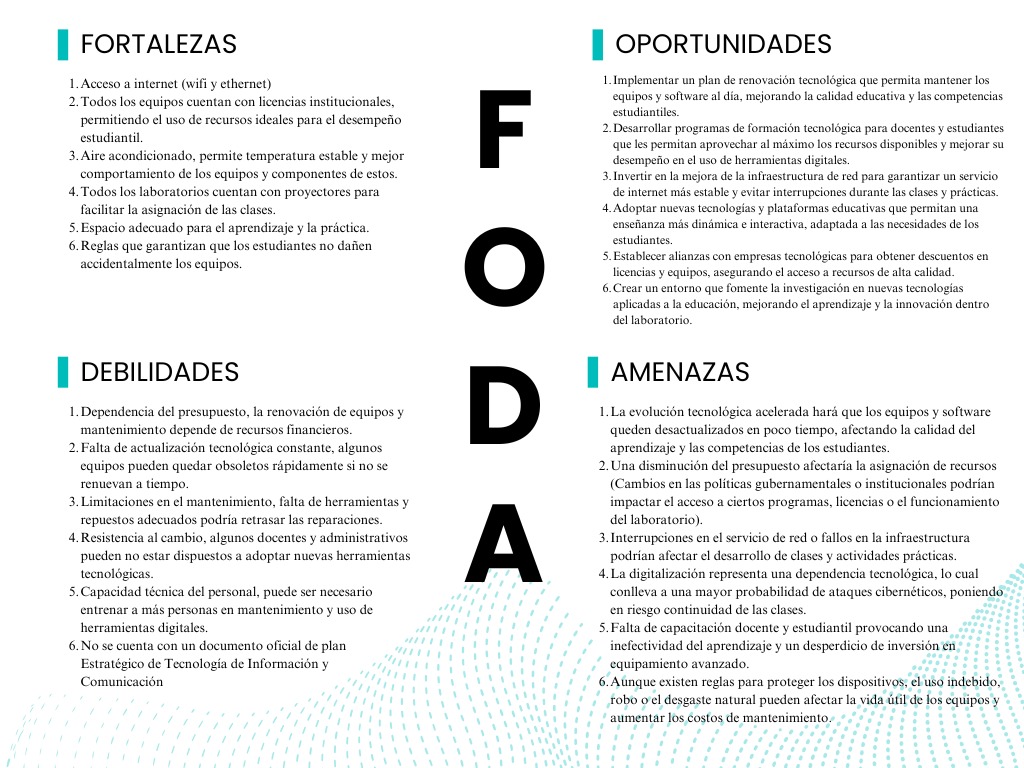 FORTALEZAS
1. Acceso a internet (wifi y ethernet)
2. Todos los equipos cuentan con licencias institucionales,
permitiendo el uso de recursos ideales para el desempeño
estudiantil.
3. Aire acondicionado, permite temperatura estable y mejor
comportamiento de los equipos y componentes de estos.
4. Todos los laboratorios cuentan con proyectores para
facilitar la asignación de las clases.
5. Espacio adecuado para el aprendizaje y la práctica.
6. Reglas que garantizan que los estudiantes no dañen
accidentalmente los equipos.
F
O
D
A
OPORTUNIDADES
1. Implementar un plan de renovación tecnológica que permita mantener los
equipos y software al día, mejorando la calidad educativa y las competencias
estudiantiles.
2. Desarrollar programas de formación tecnológica para docentes y estudiantes
que les permitan aprovechar al máximo los recursos disponibles y mejorar su
desempeño en el uso de herramientas digitales.
3. Invertir en la mejora de la infraestructura de red para garantizar un servicio
de internet más estable y evitar interrupciones durante las clases y prácticas.
4. Adoptar nuevas tecnologías y plataformas educativas que permitan una
enseñanza más dinámica e interactiva, adaptada a las necesidades de los
estudiantes.
5. Establecer alianzas con empresas tecnológicas para obtener descuentos en
licencias y equipos, asegurando el acceso a recursos de alta calidad.
6. Crear un entorno que fomente la investigación en nuevas tecnologías
aplicadas a la educación, mejorando el aprendizaje y la innovación dentro
del laboratorio.
DEBILIDADES
1. Dependencia del presupuesto, la renovación de equipos y
mantenimiento depende de recursos financieros.
2. Falta de actualización tecnológica constante, algunos
equipos pueden quedar obsoletos rápidamente si no se
renuevan a tiempo.
3. Limitaciones en el mantenimiento, falta de herramientas y
repuestos adecuados podría retrasar las reparaciones.
4. Resistencia al cambio, algunos docentes y administrativos
pueden no estar dispuestos a adoptar nuevas herramientas
tecnológicas.
5. Capacidad técnica del personal, puede ser necesario
entrenar a más personas en mantenimiento y uso de
herramientas digitales.
6. No se cuenta con un documento oficial de plan
Estratégico de Tecnología de Información y
Comunicación
AMENAZAS
1. La evolución tecnológica acelerada hará que los equipos y software
queden desactualizados en poco tiempo, afectando la calidad del
aprendizaje y las competencias de los estudiantes.
2. Una disminución del presupuesto afectaría la asignación de recursos
(Cambios en las políticas gubernamentales o institucionales podrían
impactar el acceso a ciertos programas, licencias o el funcionamiento
del laboratorio).
3. Interrupciones en el servicio de red o fallos en la infraestructura
podrían afectar el desarrollo de clases y actividades prácticas.
4. La digitalización representa una dependencia tecnológica, lo cual
conlleva a una mayor probabilidad de ataques cibernéticos, poniendo
en riesgo continuidad de las clases.
5. Falta de capacitación docente y estudiantil provocando una
inefectividad del aprendizaje y un desperdicio de inversión en
equipamiento avanzado.
6. Aunque existen reglas para proteger los dispositivos, el uso indebido,
robo o el desgaste natural pueden afectar la vida útil de los equipos y
aumentar los costos de mantenimiento.